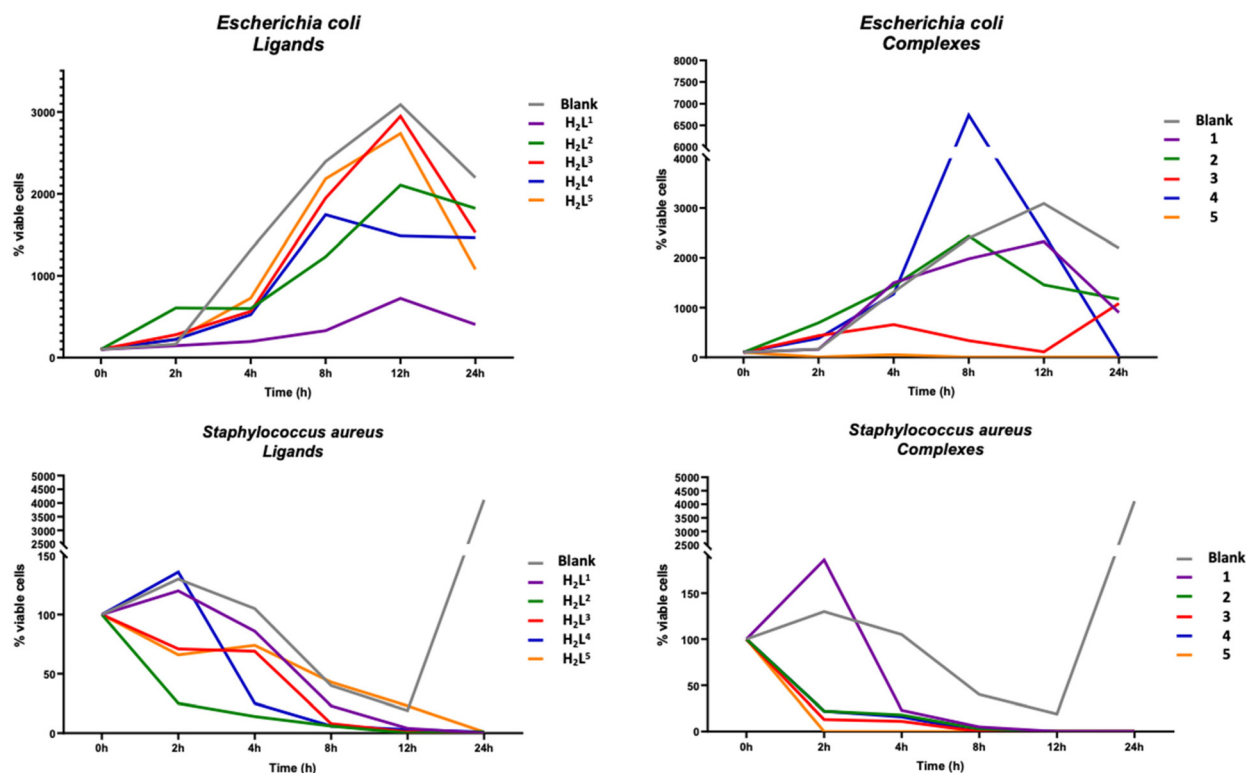 Escherichia coli
Ligands
% viable cells
3000
2000
1000
0
0h 2h 4h 8h 12h 24h
Time (h)
Blank
H₂L¹
H₂L²
H₂L³
H₂L⁴
H₂L⁵
Escherichia coli
Complexes
% viable cells
8000
7500
7000
6500
6000
4000
3000
2000
1000
0
0h 2h 4h 8h 12h 24h
Time (h)
Blank
1
2
3
4
5
Staphylococcus aureus
Ligands
% viable cells
5000
4500
4000
3500
3000
2500
150
100
50
0
0h 2h 4h 8h 12h 24h
Time (h)
Blank
H₂L¹
H₂L²
H₂L³
H₂L⁴
H₂L⁵
Staphylococcus aureus
Complexes
% viable cells
5000
4500
4000
3500
3000
2500
150
100
50
0
0h 2h 4h 8h 12h 24h
Time (h)
Blank
1
2
3
4
5